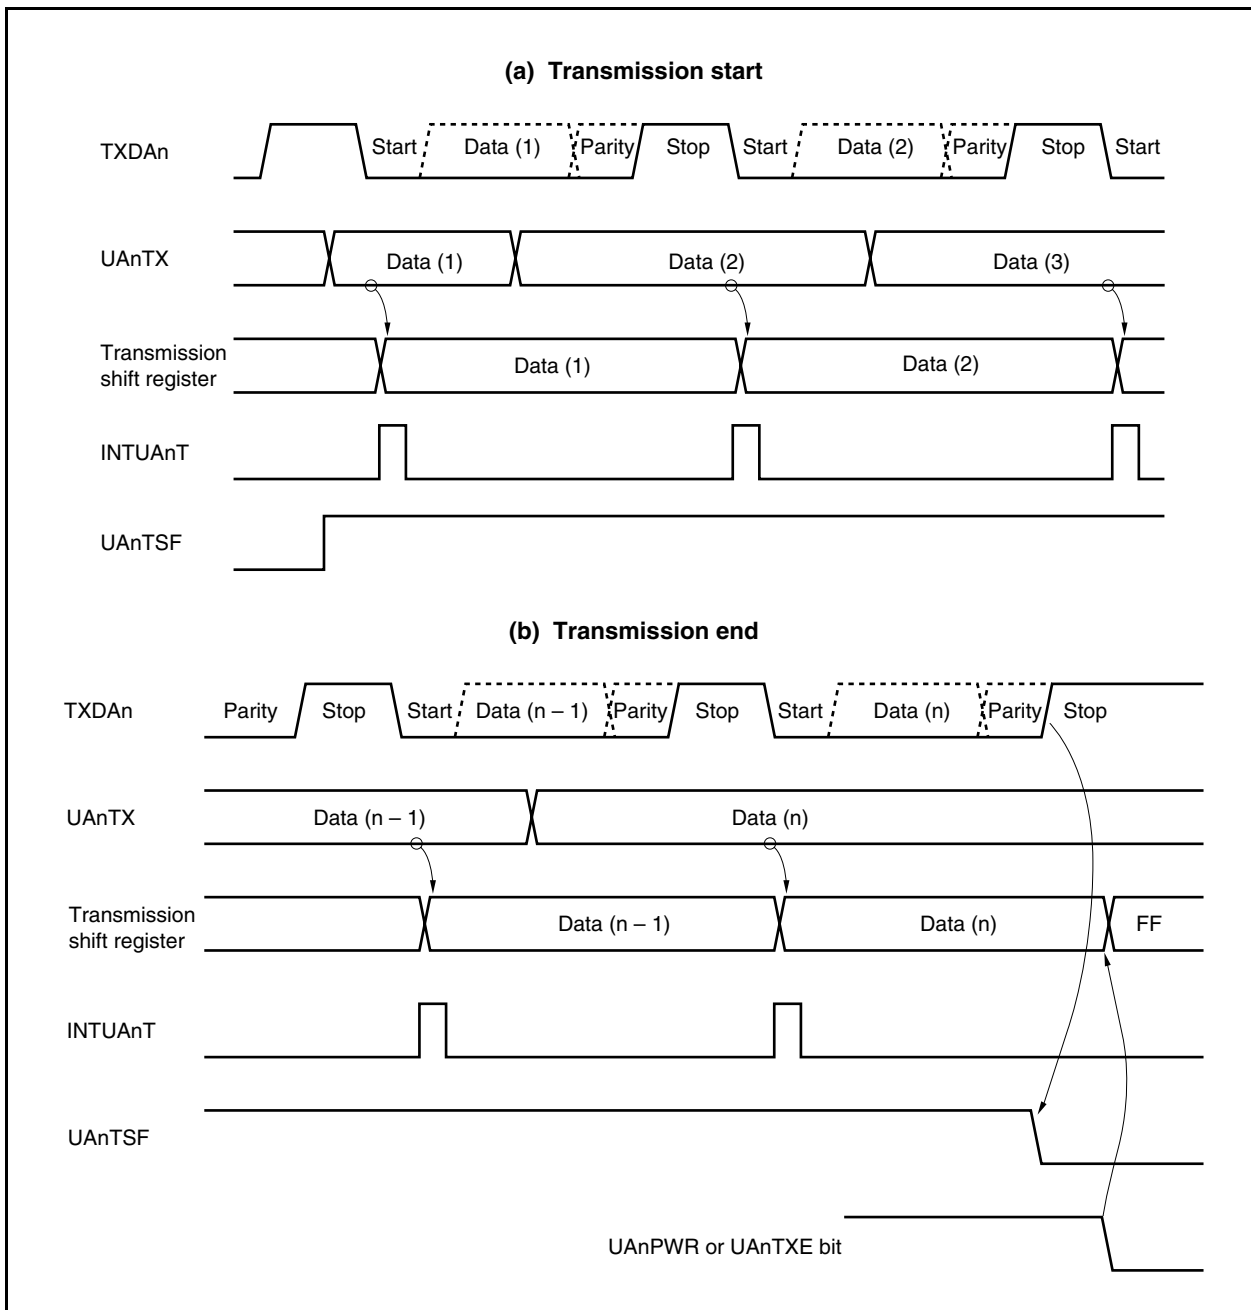 (a) Transmission start
TXDAn
Start Data (1) Parity Stop Start Data (2) Parity Stop Start
UAnTX
Data (1) Data (2) Data (3)
Transmission
shift register
Data (1) Data (2)
INTUAnT
UAnTSF
(b) Transmission end
TXDAn
Parity Stop Start Data (n – 1) Parity Stop Start Data (n) Parity Stop
UAnTX
Data (n – 1) Data (n)
Transmission
shift register
Data (n – 1) Data (n) FF
INTUAnT
UAnTSF
UAnPWR or UAnTXE bit